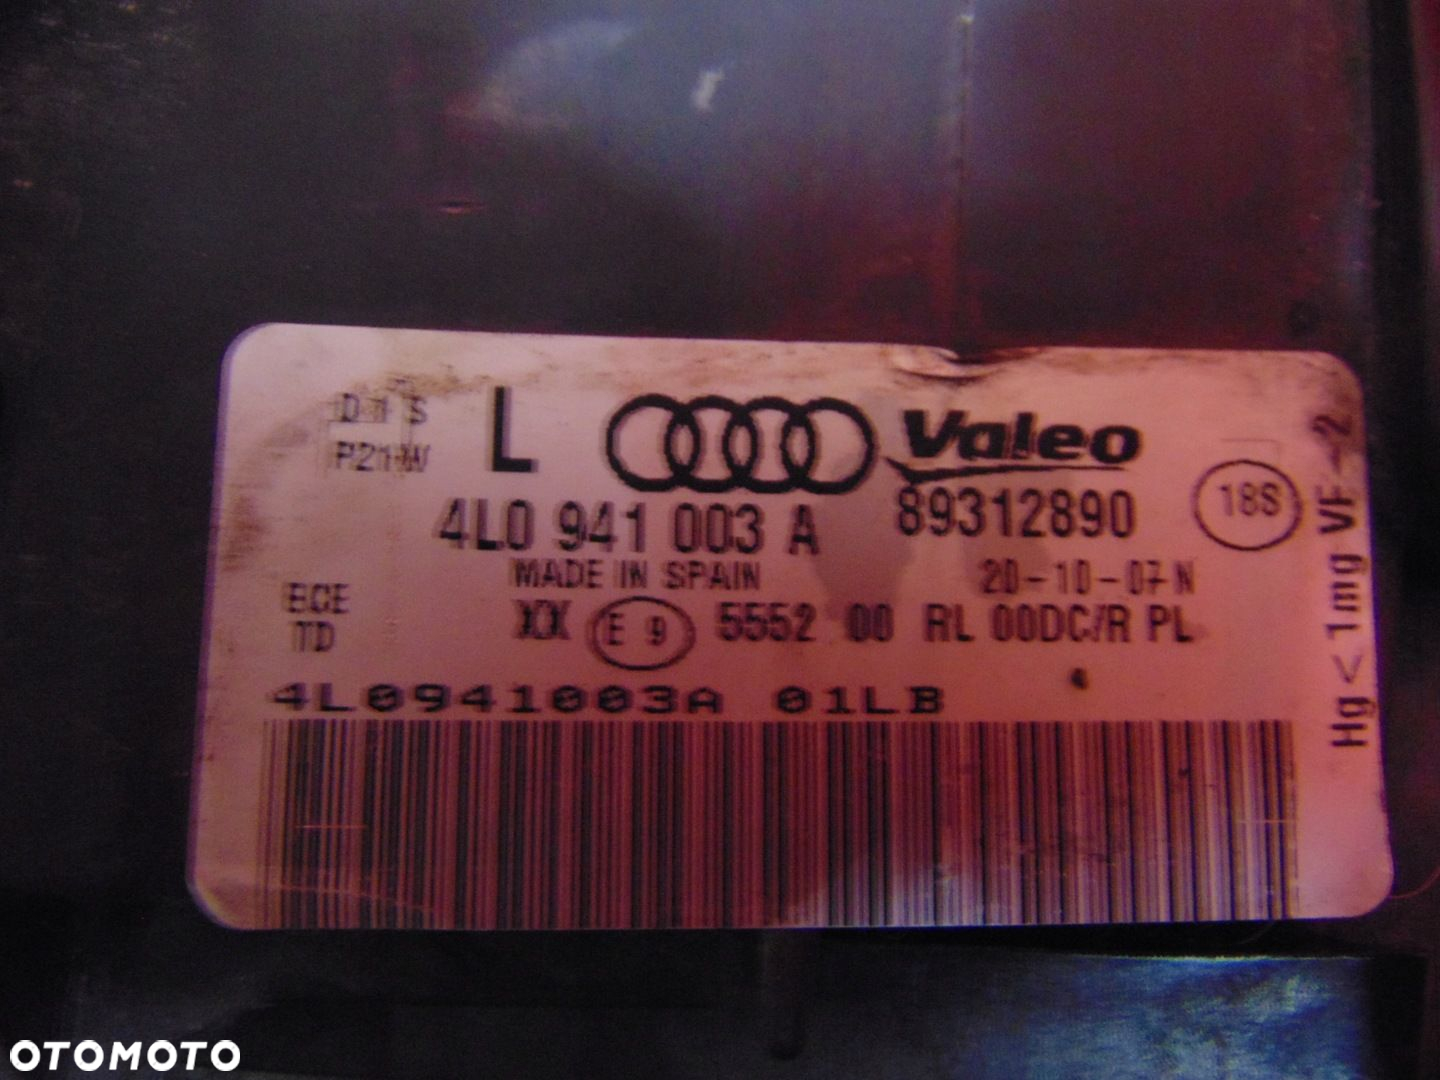 D1S L Valeo
P21W
4L0 941 003 A 89312890 18S
MADE IN SPAIN 20-10-07 N
ECE
TD XX E 9 5552 00 RL 00DC/R PL
4L0941003A 01LB
Hg < 1mg VF-2
OTOMOTO